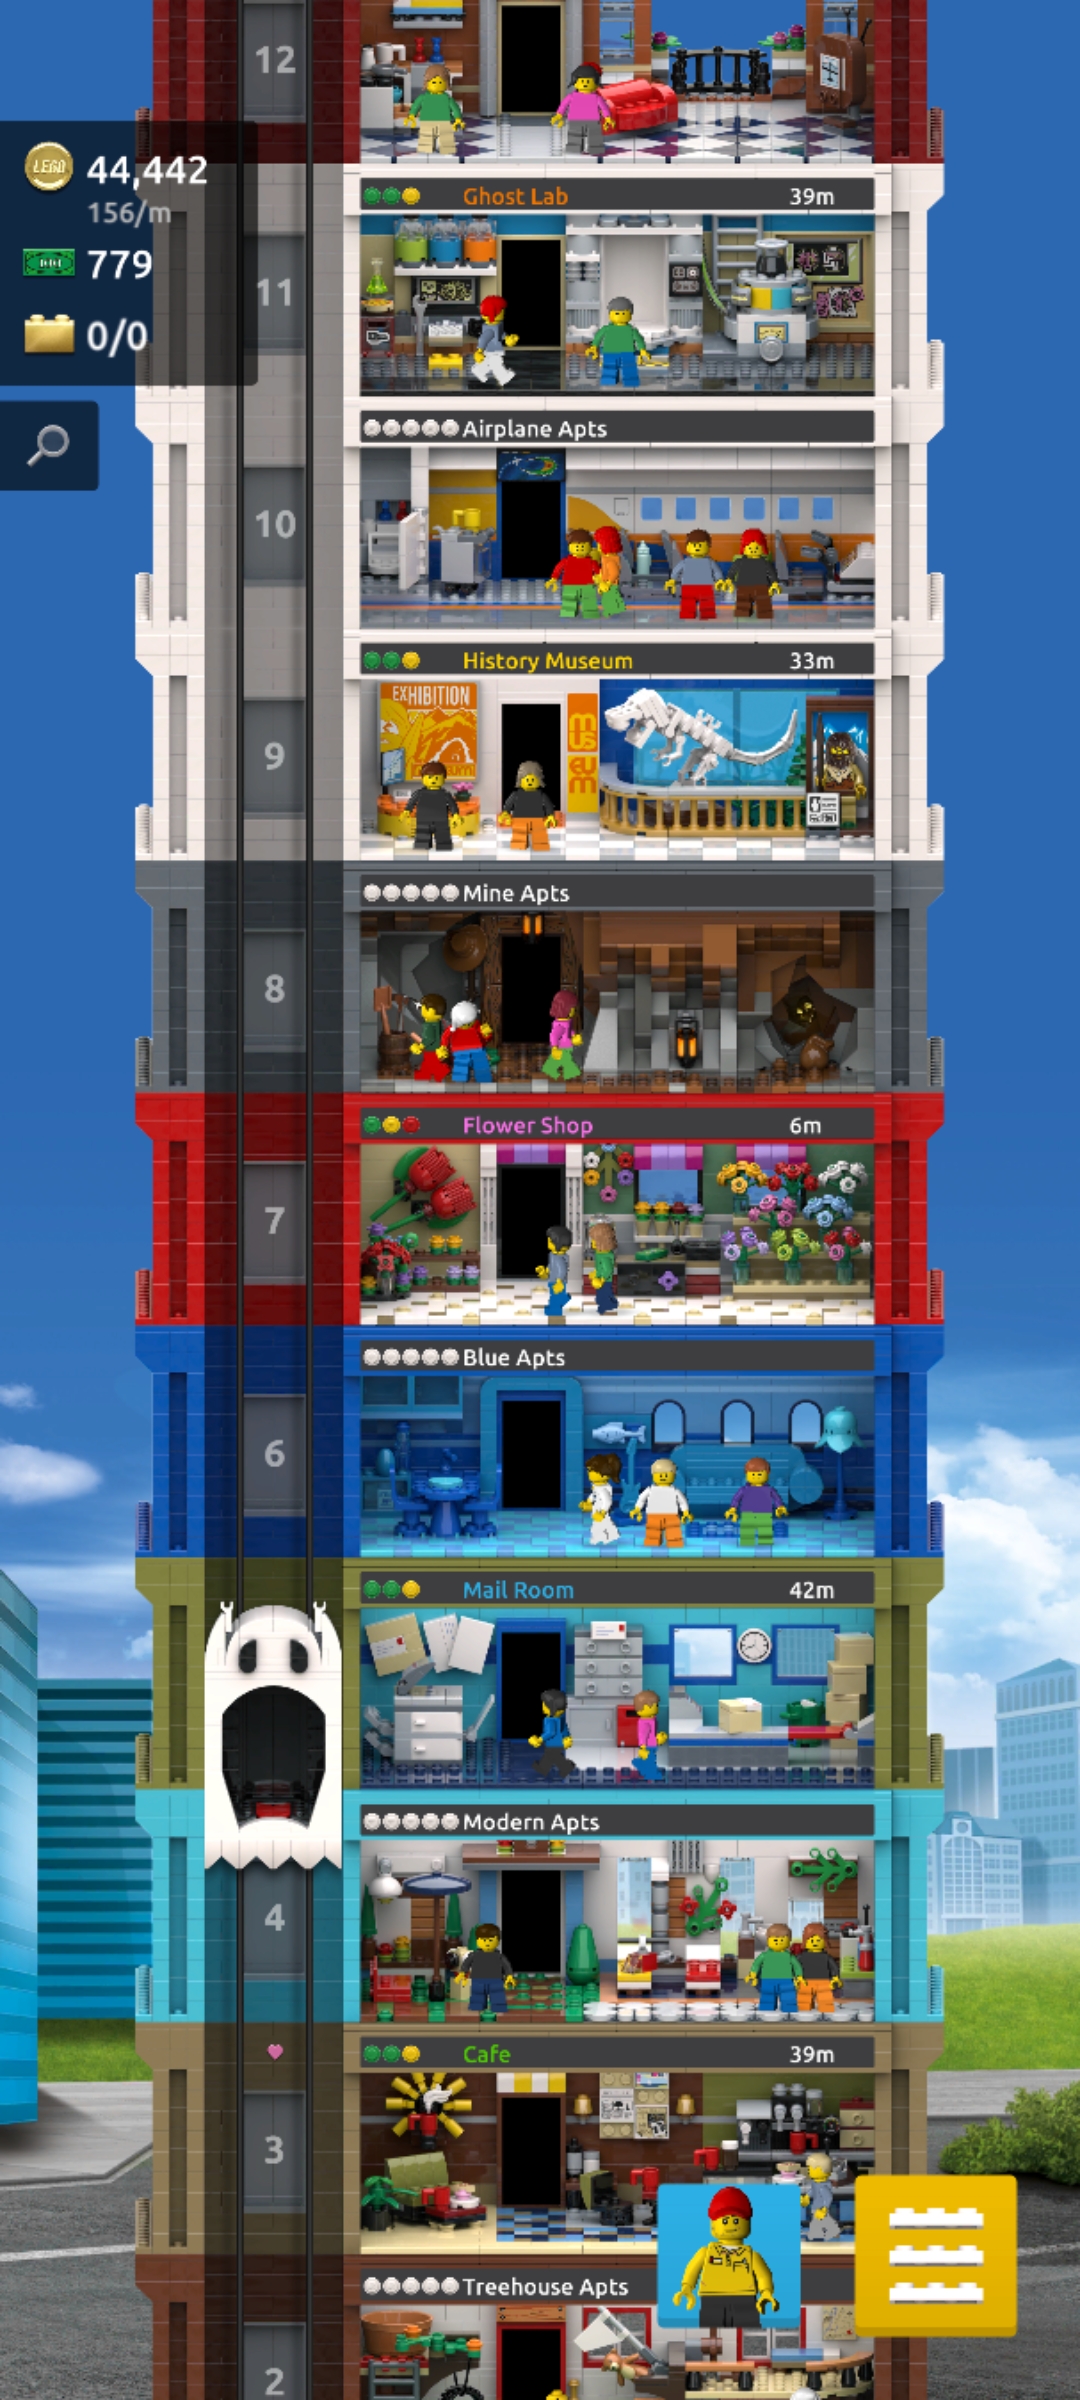 12
LEGO
44,442
156/m
779
0/0
Ghost Lab 39m
11
Airplane Apts
10
History Museum 33m
EXHIBITION
9
Mine Apts
8
Flower Shop 6m
7
Blue Apts
6
Mail Room 42m
Modern Apts
4
Cafe 39m
3
Treehouse Apts
2